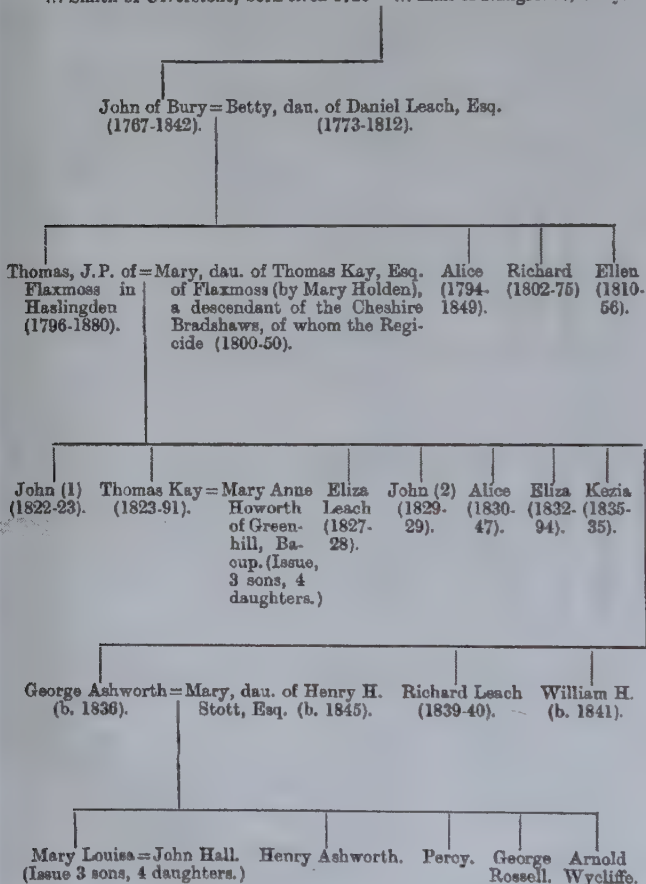 Smith of
John of Bury = Betty, dau. of Daniel Leach, Esq.
(1767-1842). (1773-1812).
Thomas, J.P. of = Mary, dau. of Thomas Kay, Esq.
Flaxmoss in
Haslingden
(1796-1880).
of Flaxmoss (by Mary Holden),
a descendant of the Cheshire
Bradshaws, of whom the Regi-
cide (1800-50).
Alice
(1794-
1849).
Richard
(1802-75)
Ellen
(1810-
56).
John (1)
(1822-23).
Thomas Kay = Mary Anne
(1823-91).
Howorth
of Green-
hill, Ba-
cup. (Issue,
3 sons, 4
daughters.)
Eliza
Leach
(1827-
28).
John (2)
(1829-
29).
Alice
(1830-
47).
Eliza
(1832-
94).
Kezia
(1835-
35).
George Ashworth = Mary, dau. of Henry H.
(b. 1836). Stott, Esq. (b. 1845).
Richard Leach
(1839-40).
William H.
(b. 1841).
Mary Louisa = John Hall.
(Issue 3 sons, 4 daughters.)
Henry Ashworth.
Percy.
George
Rossell.
Arnold
Wycliffe.